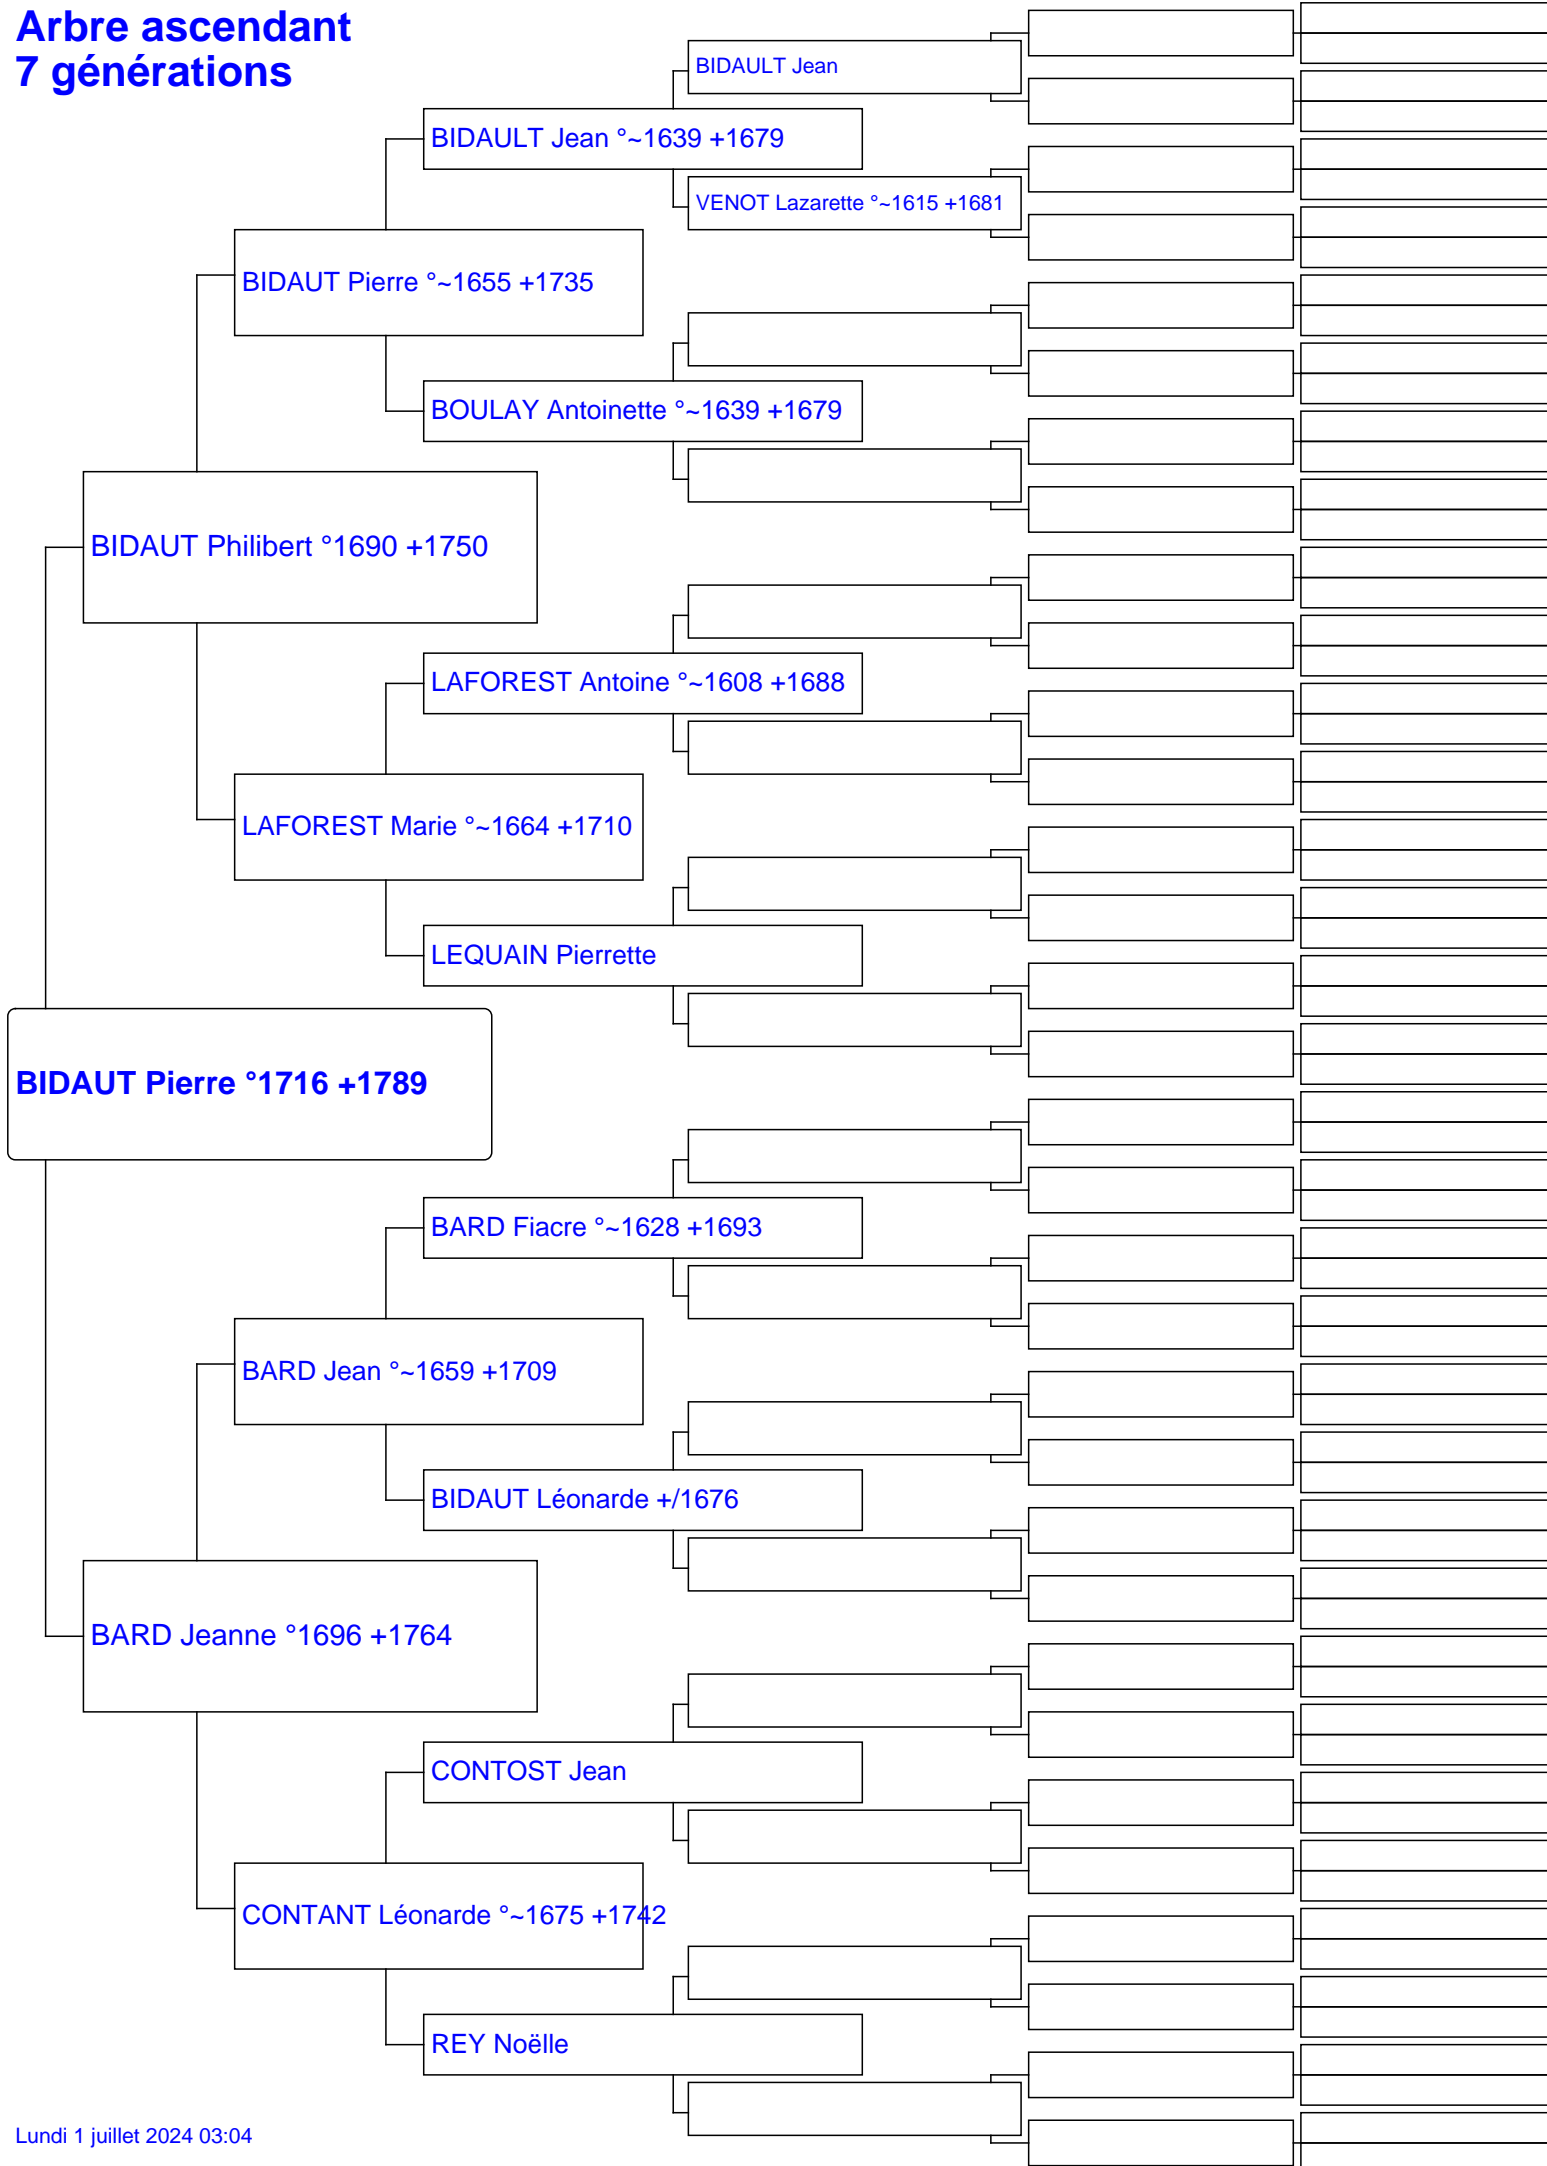 Arbre ascendant
7 générations
BIDAULT Jean
BIDAULT Jean °~1639 +1679
VENOT Lazarette °~1615 +1681
BIDAUT Pierre °~1655 +1735
BOULAY Antoinette °~1639 +1679
BIDAUT Philibert °1690 +1750
LAFOREST Antoine °~1608 +1688
LAFOREST Marie °~1664 +1710
LEQUAIN Pierrette
BIDAUT Pierre °1716 +1789
BARD Fiacre °~1628 +1693
BARD Jean °~1659 +1709
BIDAUT Léonarde +/1676
BARD Jeanne °1696 +1764
CONTOST Jean
CONTANT Léonarde °~1675 +1742
REY Noëlle
Lundi 1 juillet 2024 03:04